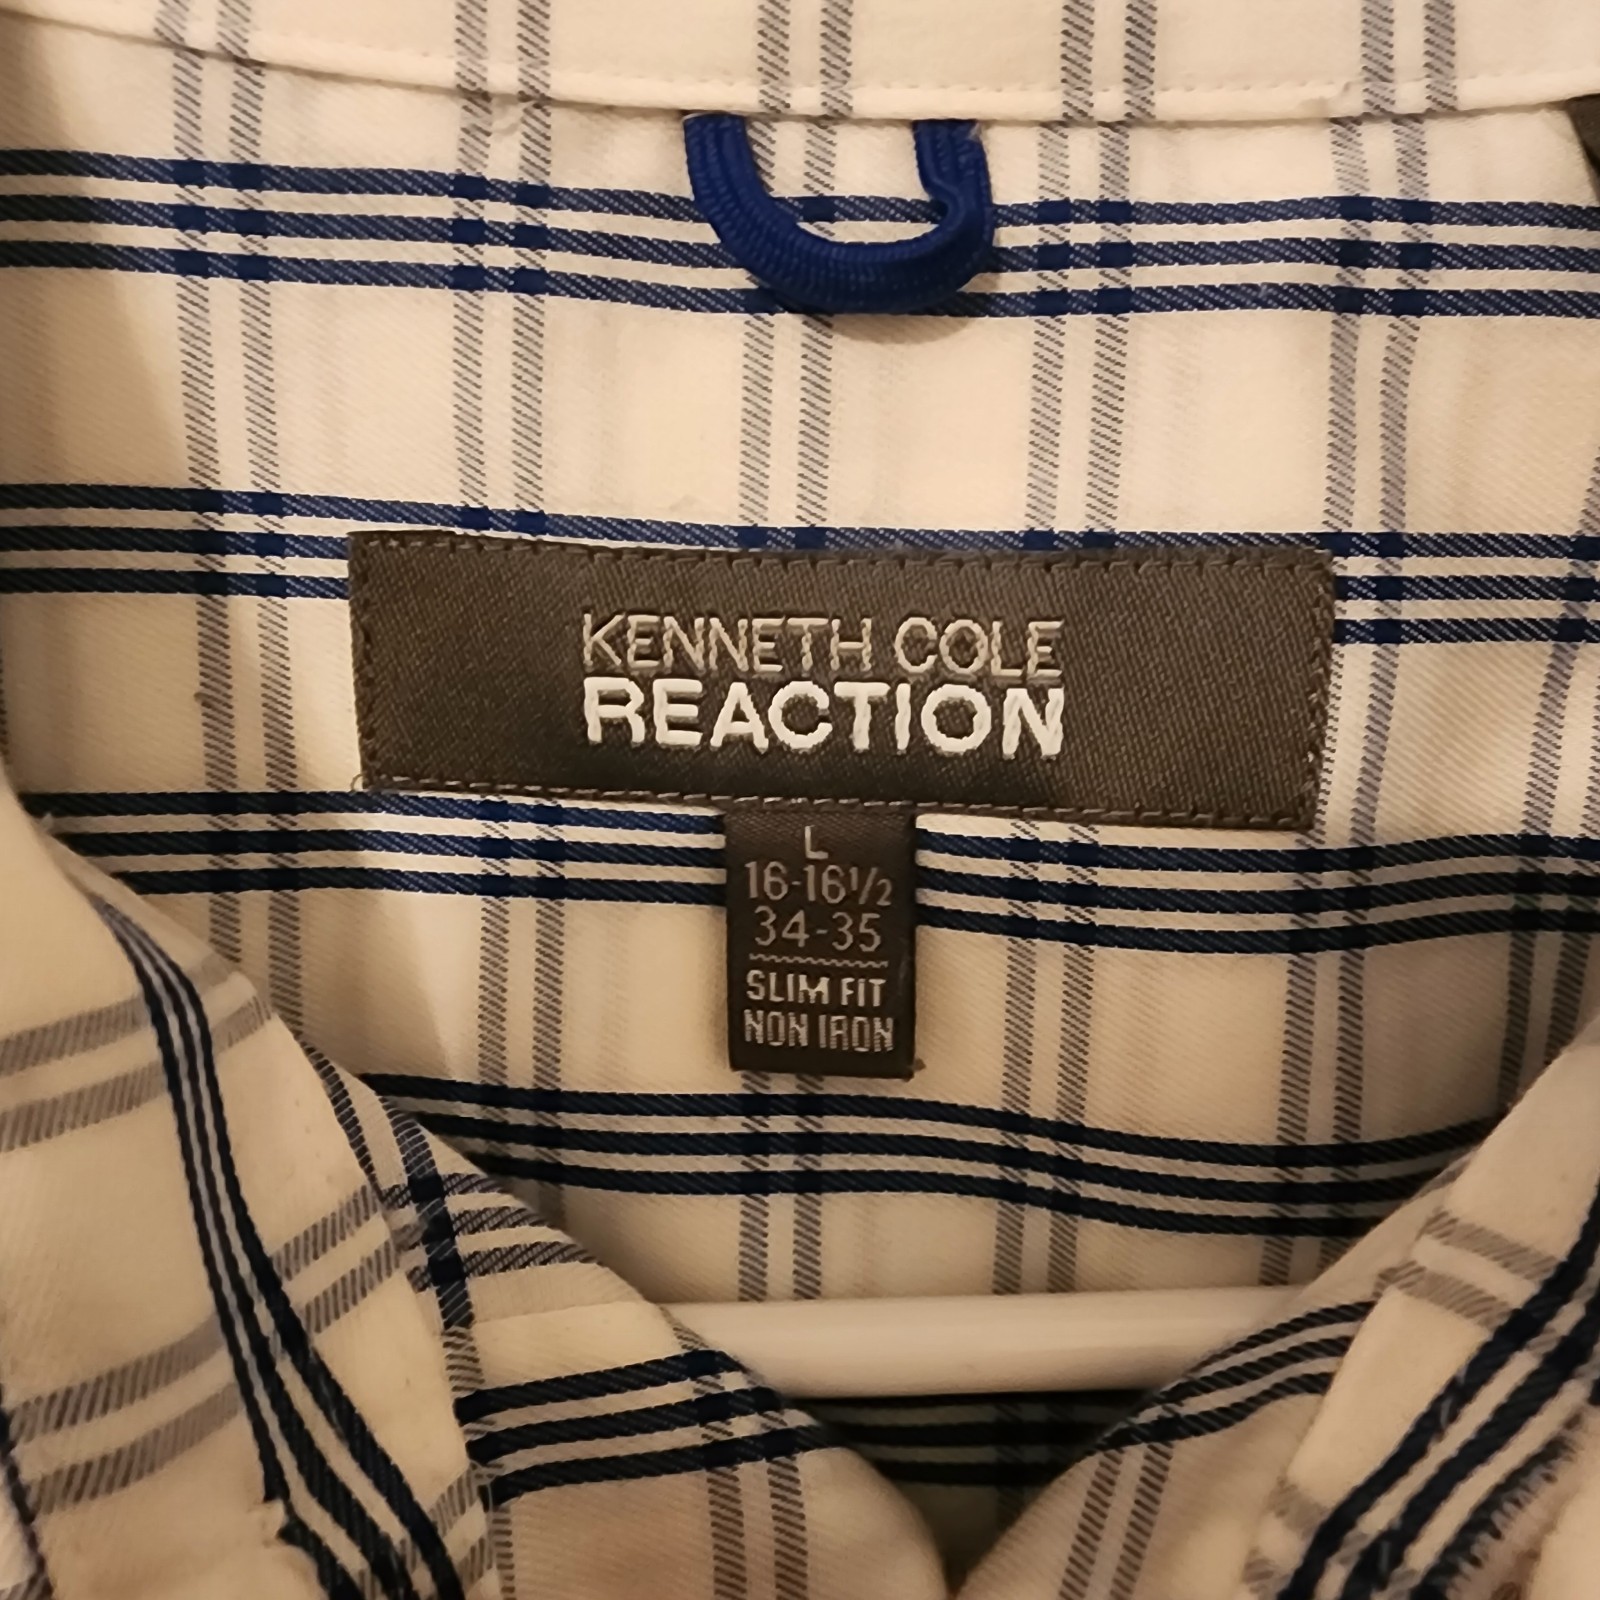 KENNETH COLE
REACTION
L
16-16½
34-35
SLIM FIT
NON IRON